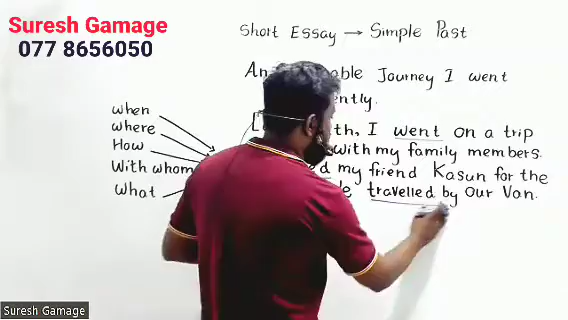 Suresh Gamage
077 8656050
Short Essay → Simple Past
An able Journey I went
ently.
when
where
How
With whom
what
th, I went on a trip
with my family members.
d my friend Kasun for the
travelled by our Van.
Suresh Gamage